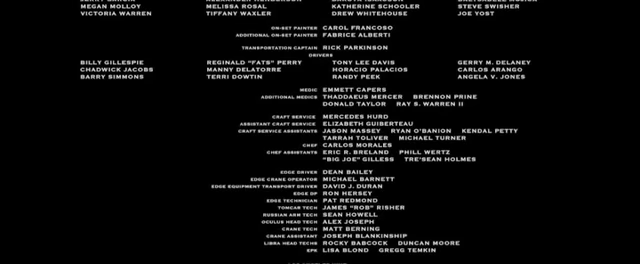 MEGAN MOLLOY MELISSA ROSAL KATHERINE SCHOOLER STEVE SWISHER
VICTORIA WARREN TIFFANY WAXLER DREW WHITEHOUSE JOE YOST
ON-SET PAINTER CAROL FRANCOSO
ADDITIONAL ON-SET PAINTER FABRICE ALBERTI
TRANSPORTATION CAPTAIN RICK PARKINSON
DRIVERS
BILLY GILLESPIE REGINALD "FATS" PERRY TONY LEE DAVIS GERRY M. DELANEY
CHADWICK JACOBS MANNY DELATORRE HORACIO PALACIOS CARLOS ARANGO
BARRY SIMMONS TERRI DOWTIN RANDY PEEK ANGELA V. JONES
MEDIC EMMETT CAPERS
ADDITIONAL MEDICS THADDAEUS MERCER BRENNON PRINE
DONALD TAYLOR RAY S. WARREN II
CRAFT SERVICE MERCEDES HURD
ASSISTANT CRAFT SERVICE ELIZABETH GUIBERTEAU
CRAFT SERVICE ASSISTANTS JASON MASSEY RYAN O'BANION KENDAL PETTY
TARRAH TOLIVER MICHAEL TURNER
CHEF CARLOS MORALES
CHEF ASSISTANTS ERIC R. BRELAND PHILL WERTZ
"BIG JOE" GILLESS TRE'SEAN HOLMES
EDGE DRIVER DEAN BAILEY
EDGE CRANE OPERATOR MICHAEL BARNETT
EDGE EQUIPMENT TRANSPORT DRIVER DAVID J. DURAN
EDGE DP RON HERSEY
EDGE TECHNICIAN PAT REDMOND
TOMCAR TECH JAMES "ROB" RISHER
RUSSIAN ARM TECH SEAN HOWELL
OCULUS HEAD TECH ALEX JOSEPH
CRANE TECH MATT BERNING
CRANE ASSISTANT JOSEPH BLANKINSHIP
LIBRA HEAD TECHS ROCKY BABCOCK DUNCAN MOORE
EPK LISA BLOND GREGG TEMKIN